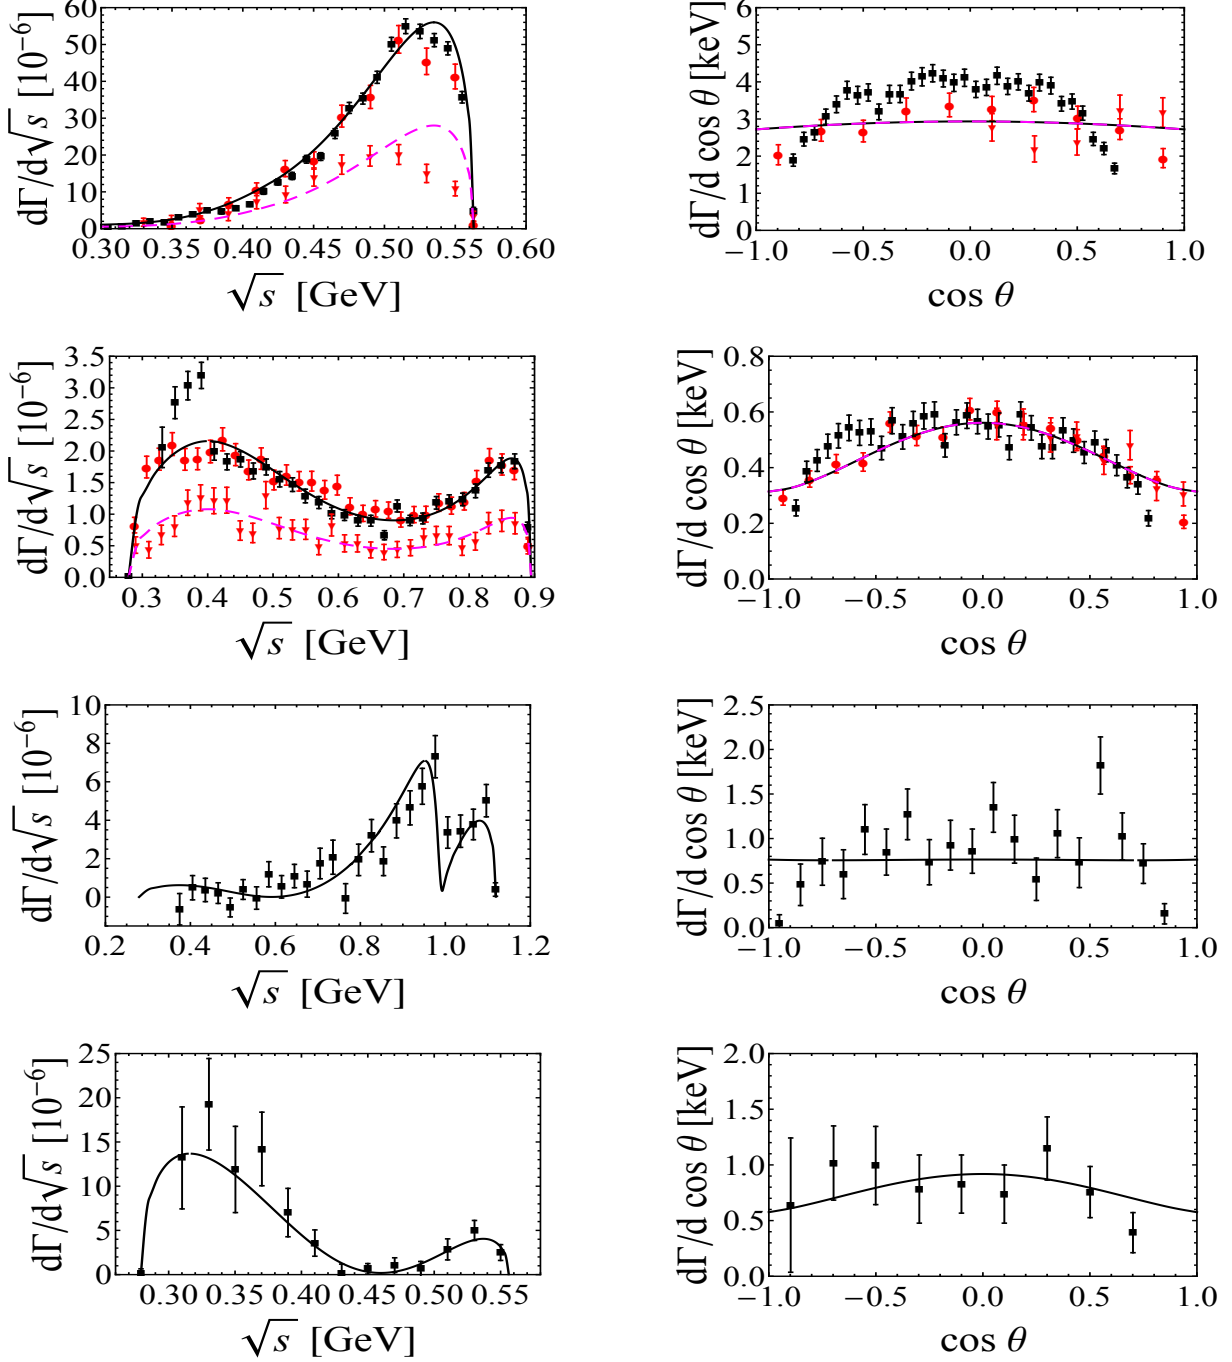 dΓ/d√s [10⁻⁶]
60
50
40
30
20
10
0
0.30 0.35 0.40 0.45 0.50 0.55 0.60
√s [GeV]
dΓ/d cos θ [keV]
6
5
4
3
2
1
0
−1.0 −0.5 0.0 0.5 1.0
cos θ
dΓ/d√s [10⁻⁶]
3.5
3.0
2.5
2.0
1.5
1.0
0.5
0.0
0.3 0.4 0.5 0.6 0.7 0.8 0.9
√s [GeV]
dΓ/d cos θ [keV]
0.8
0.6
0.4
0.2
0.0
−1.0 −0.5 0.0 0.5 1.0
cos θ
dΓ/d√s [10⁻⁶]
10
8
6
4
2
0
0.2 0.4 0.6 0.8 1.0 1.2
√s [GeV]
dΓ/d cos θ [keV]
2.5
2.0
1.5
1.0
0.5
0.0
−1.0 −0.5 0.0 0.5 1.0
cos θ
dΓ/d√s [10⁻⁶]
25
20
15
10
5
0
0.30 0.35 0.40 0.45 0.50 0.55
√s [GeV]
dΓ/d cos θ [keV]
2.0
1.5
1.0
0.5
0.0
−1.0 −0.5 0.0 0.5 1.0
cos θ